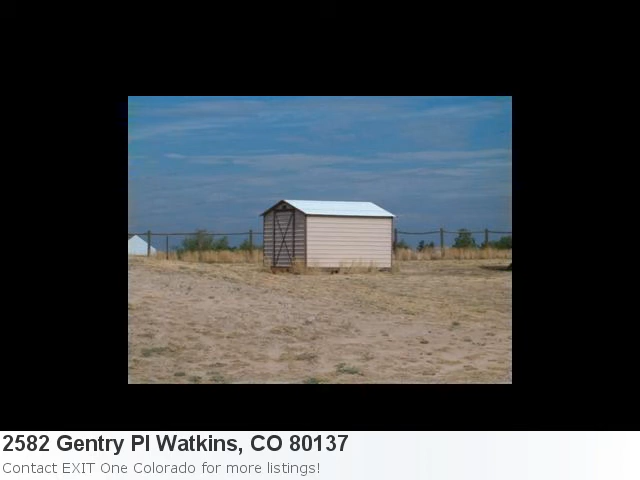 2582 Gentry Pl Watkins, CO 80137
Contact EXIT One Colorado for more listings!